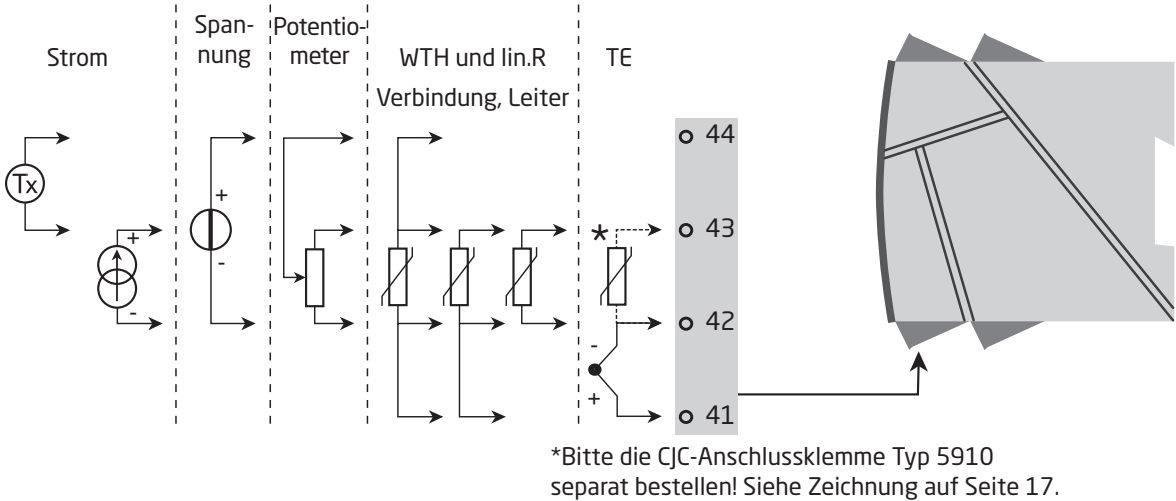 Strom
Span-
nung
Potentio-
meter
WTH und lin.R
Verbindung, Leiter
TE
Tx
+
-
+
-
*
-
+
44
43
42
41
*Bitte die CJC-Anschlussklemme Typ 5910
separat bestellen! Siehe Zeichnung auf Seite 17.